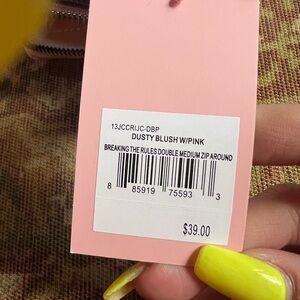 13JCCRIJC-DBP
DUSTY BLUSH W/PINK
BREAKING THE RULES DOUBLE MEDIUM ZIP AROUND
8 85919 75593 3
$39.00